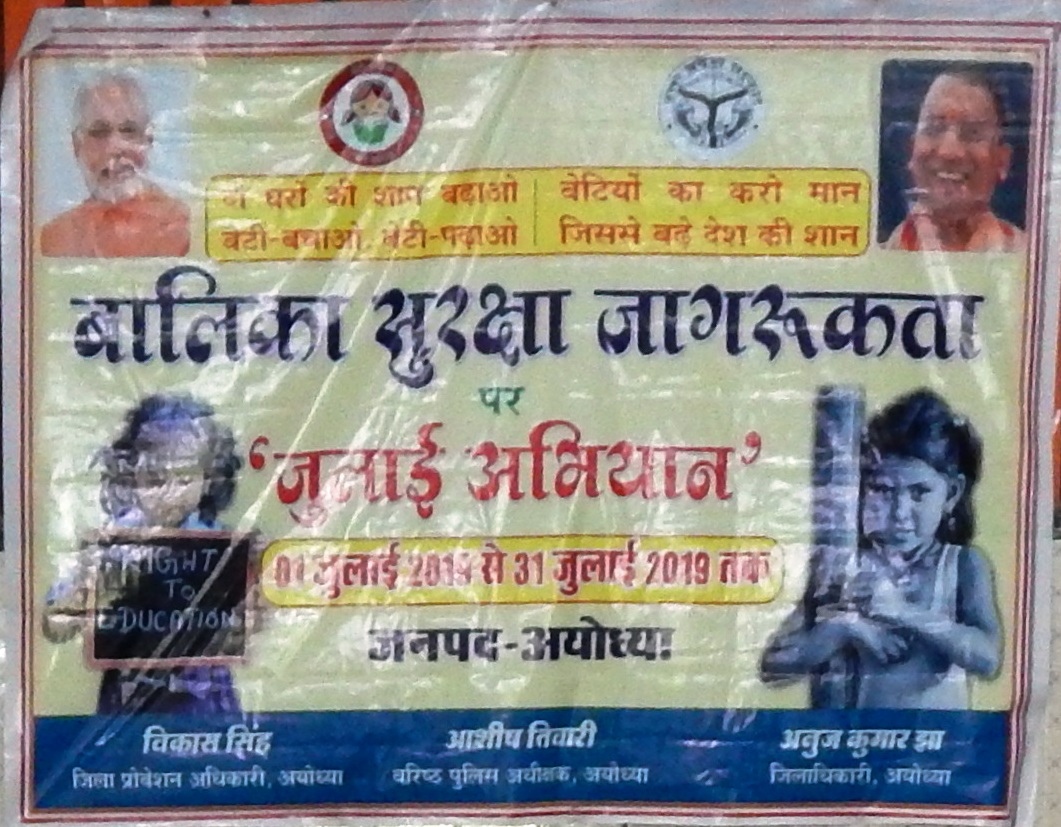 दो घरों की शान बढ़ाओ
बेटी-बचाओ, बेटी-पढ़ाओ
बेटियों का करो मान
जिससे बढ़े देश की शान
बालिका सुरक्षा जागरूकता
पर
‘जुलाई अभियान’
RIGHT
TO
EDUCATION
01 जुलाई 2019 से 31 जुलाई 2019 तक
जनपद-अयोध्या
विकास सिंह
जिला प्रोबेशन अधिकारी, अयोध्या
आशीष तिवारी
वरिष्ठ पुलिस अधीक्षक, अयोध्या
अनुज कुमार झा
जिलाधिकारी, अयोध्या